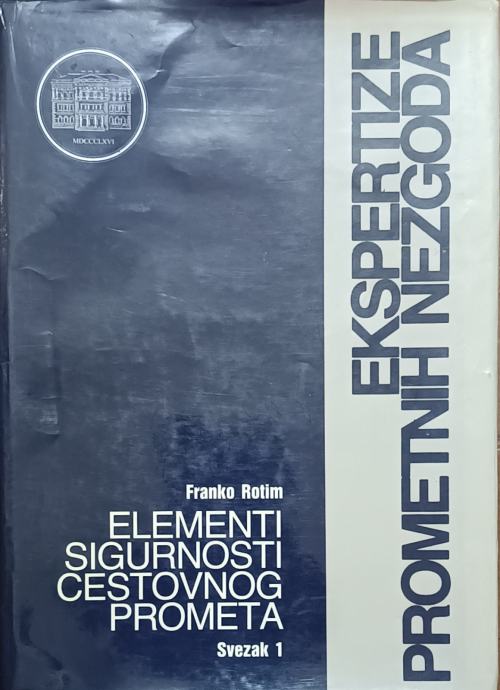 MDCCCLXVI
EKSPERTIZE
PROMETNIH NEZGODA
Franko Rotim
ELEMENTI
SIGURNOSTI
CESTOVNOG
PROMETA
Svezak 1